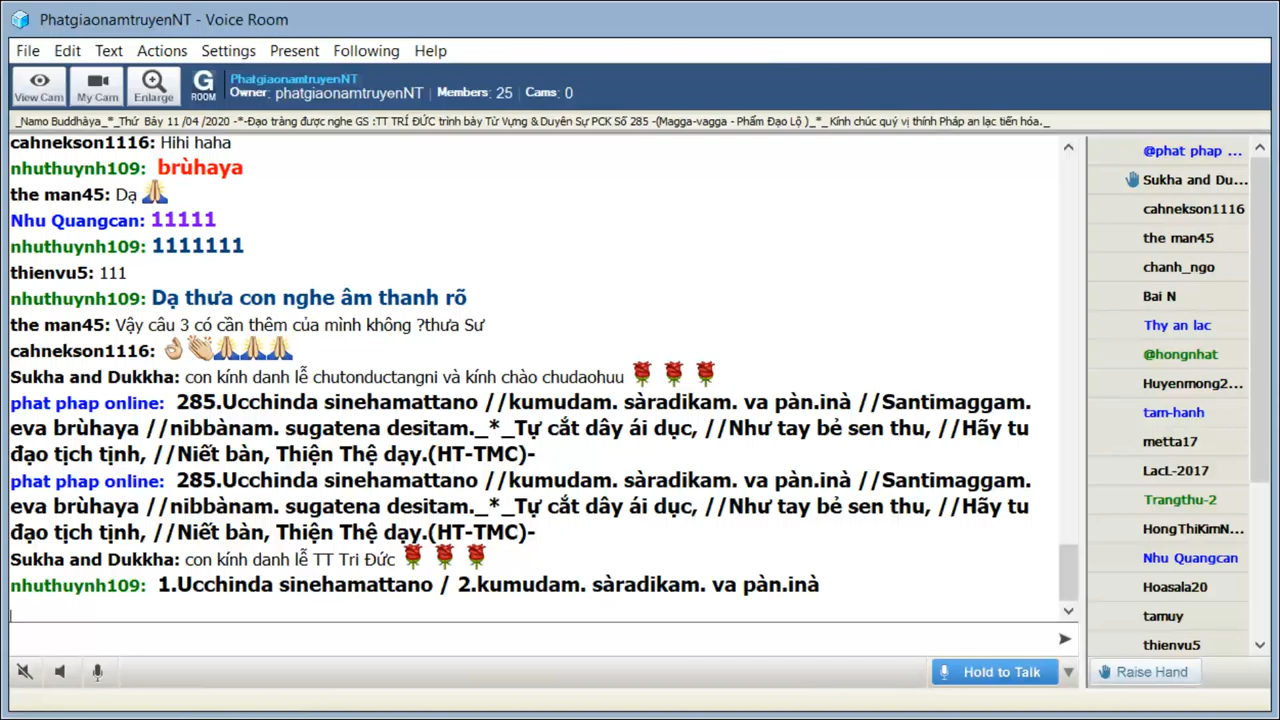 PhatgiaonamtruyenNT - Voice Room
File Edit Text Actions Settings Present Following Help
View Cam My Cam Enlarge G ROOM PhatgiaonamtruyenNT
Owner: phatgiaonamtruyenNT Members: 25 Cams: 0
_Namo Buddhàya_*_Thứ Bảy 11 /04 /2020 -*-Đạo tràng được nghe GS :TT TRÍ ĐỨC trình bày Từ Vựng & Duyên Sự PCK Số 285 -(Magga-vagga - Phẩm Đạo Lộ )_*_ Kính chúc quý vị thính Pháp an lạc tiến hóa._
cahnekson1116: Hihi haha
nhuthuynh109: brùhaya
the man45: Dạ
Nhu Quangcan: 11111
nhuthuynh109: 1111111
thienvu5: 111
nhuthuynh109: Dạ thưa con nghe âm thanh rõ
the man45: Vậy câu 3 có cần thêm của mình không ?thưa Sư
cahnekson1116:
Sukha and Dukkha: con kính danh lễ chutonductangni và kính chào chudaohuu
phat phap online: 285.Ucchinda sinehamattano //kumudam. sàradikam. va pàn.inà //Santimaggam.
eva brùhaya //nibbànam. sugatena desitam._*_Tự cắt dây ái dục, //Như tay bẻ sen thu, //Hãy tu
đạo tịch tịnh, //Niết bàn, Thiện Thệ dạy.(HT-TMC)-
phat phap online: 285.Ucchinda sinehamattano //kumudam. sàradikam. va pàn.inà //Santimaggam.
eva brùhaya //nibbànam. sugatena desitam._*_Tự cắt dây ái dục, //Như tay bẻ sen thu, //Hãy tu
đạo tịch tịnh, //Niết bàn, Thiện Thệ dạy.(HT-TMC)-
Sukha and Dukkha: con kính danh lễ TT Tri Đức
nhuthuynh109: 1.Ucchinda sinehamattano / 2.kumudam. sàradikam. va pàn.inà
@phat phap ...
Sukha and Du...
cahnekson1116
the man45
chanh_ngo
Bai N
Thy an lac
@hongnhat
Huyenmong2...
tam-hanh
metta17
LacL-2017
Trangthu-2
HongThiKimN...
Nhu Quangcan
Hoasala20
tamuy
thienvu5
Hold to Talk Raise Hand